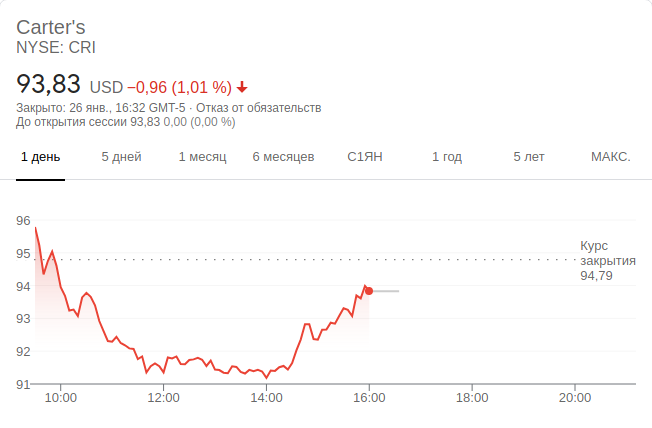 Carter's
NYSE: CRI
93,83 USD −0,96 (1,01 %)
Закрыто: 26 янв., 16:32 GMT-5 · Отказ от обязательств
До открытия сессии 93,83 0,00 (0,00 %)
1 день 5 дней 1 месяц 6 месяцев С1ЯН 1 год 5 лет МАКС.
96
95
94
93
92
91
Курс
закрытия
94,79
10:00 12:00 14:00 16:00 18:00 20:00